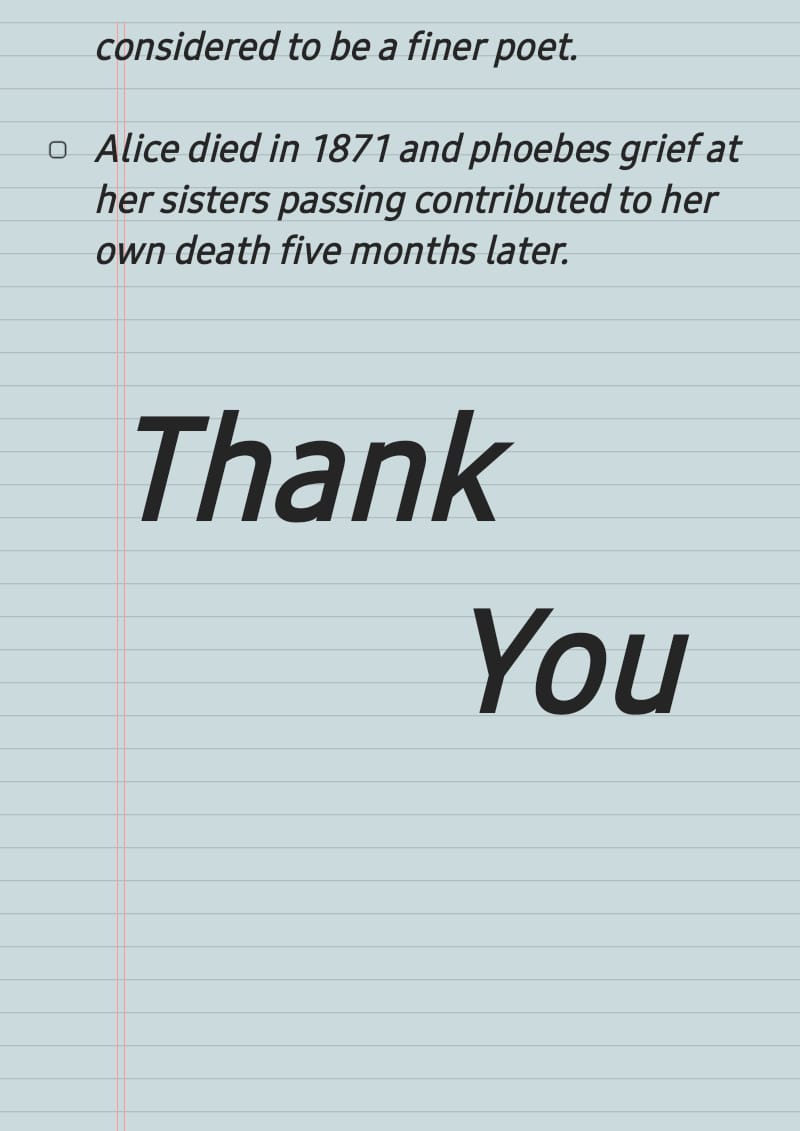 considered to be a finer poet.
Alice died in 1871 and phoebes grief at
her sisters passing contributed to her
own death five months later.
Thank
You